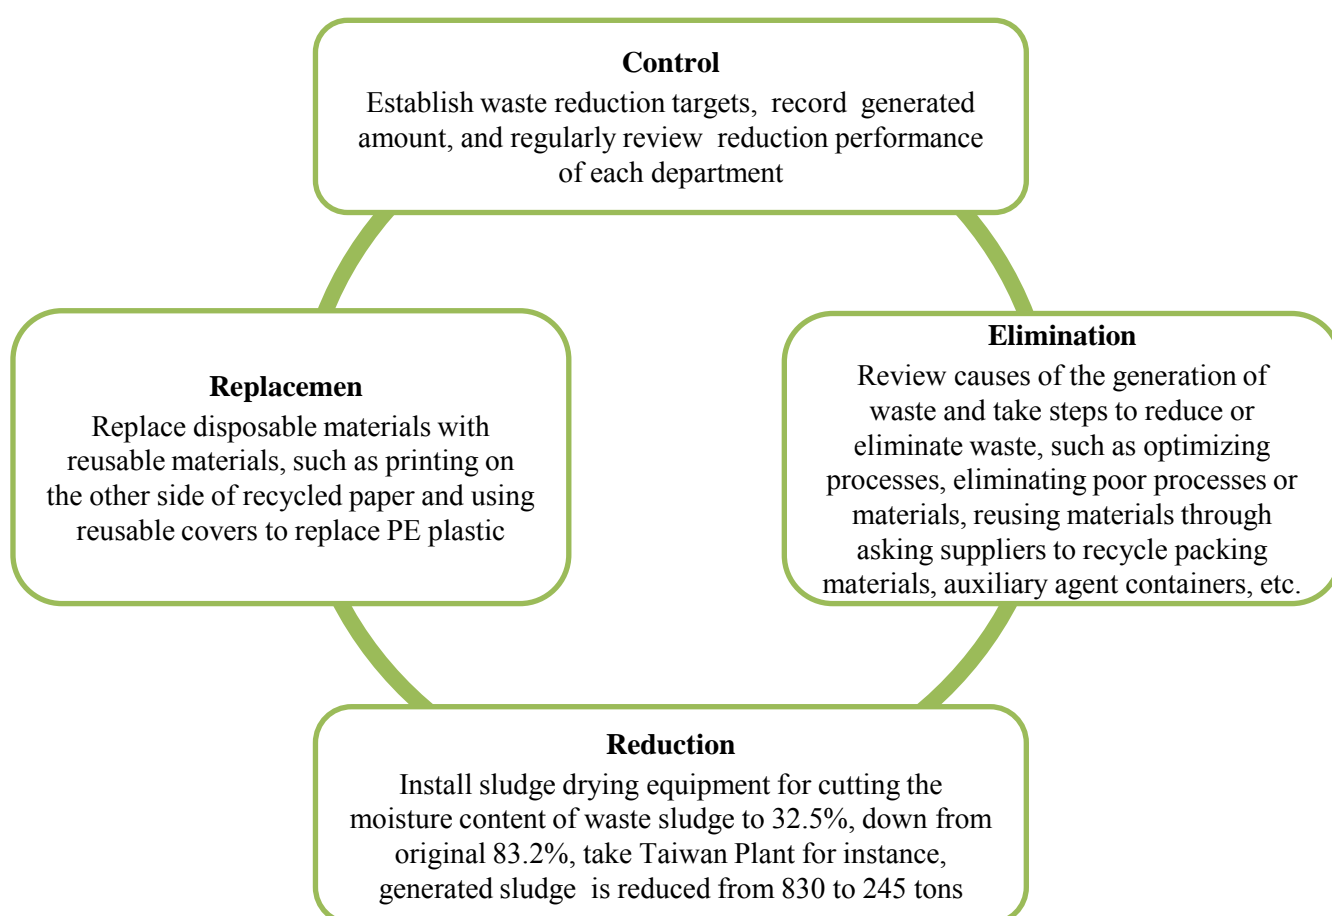 Control
Establish waste reduction targets, record generated
amount, and regularly review reduction performance
of each department
Replacemen
Replace disposable materials with
reusable materials, such as printing on
the other side of recycled paper and using
reusable covers to replace PE plastic
Elimination
Review causes of the generation of
waste and take steps to reduce or
eliminate waste, such as optimizing
processes, eliminating poor processes or
materials, reusing materials through
asking suppliers to recycle packing
materials, auxiliary agent containers, etc.
Reduction
Install sludge drying equipment for cutting the
moisture content of waste sludge to 32.5%, down from
original 83.2%, take Taiwan Plant for instance,
generated sludge is reduced from 830 to 245 tons